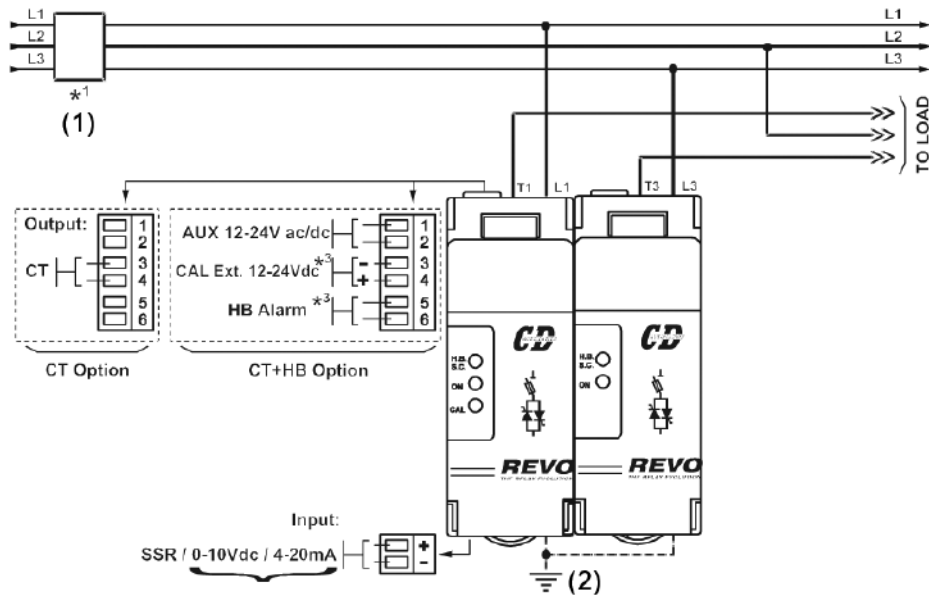 L1 L1
L2 L2
L3 L3
*1
(1)
TO LOAD
T1 L1 T3 L3
Output:
1
2
CT 3
4
5
6
CT Option
AUX 12-24V ac/dc 1
2
CAL Ext. 12-24Vdc *3 - 3
+ 4
HB Alarm *3 5
6
CT+HB Option
CD
H.B.
S.C.
ON
CAL
REVO
CD
H.B.
S.C.
ON
REVO
Input:
SSR / 0-10Vdc / 4-20mA + -
(2)